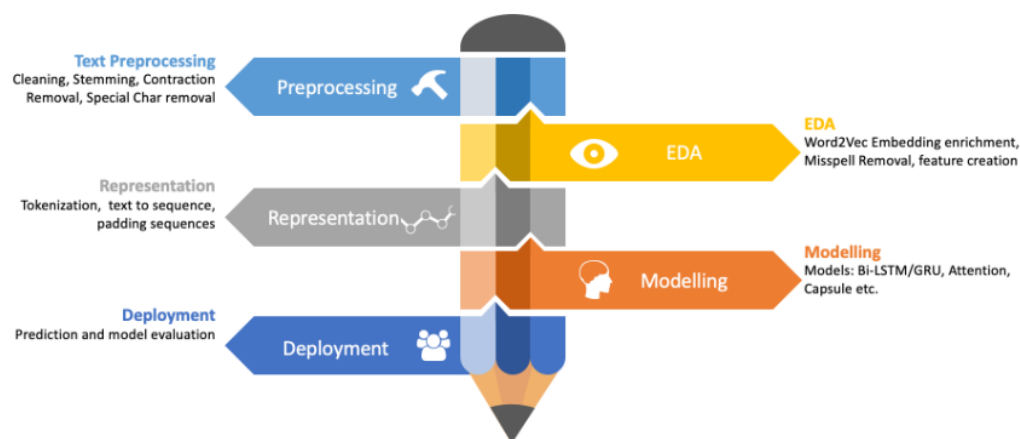 Text Preprocessing
Cleaning, Stemming, Contraction
Removal, Special Char removal
Preprocessing
EDA
EDA
Word2Vec Embedding enrichment,
Misspell Removal, feature creation
Representation
Tokenization, text to sequence,
padding sequences
Representation
Modelling
Modelling
Models: Bi-LSTM/GRU, Attention,
Capsule etc.
Deployment
Prediction and model evaluation
Deployment